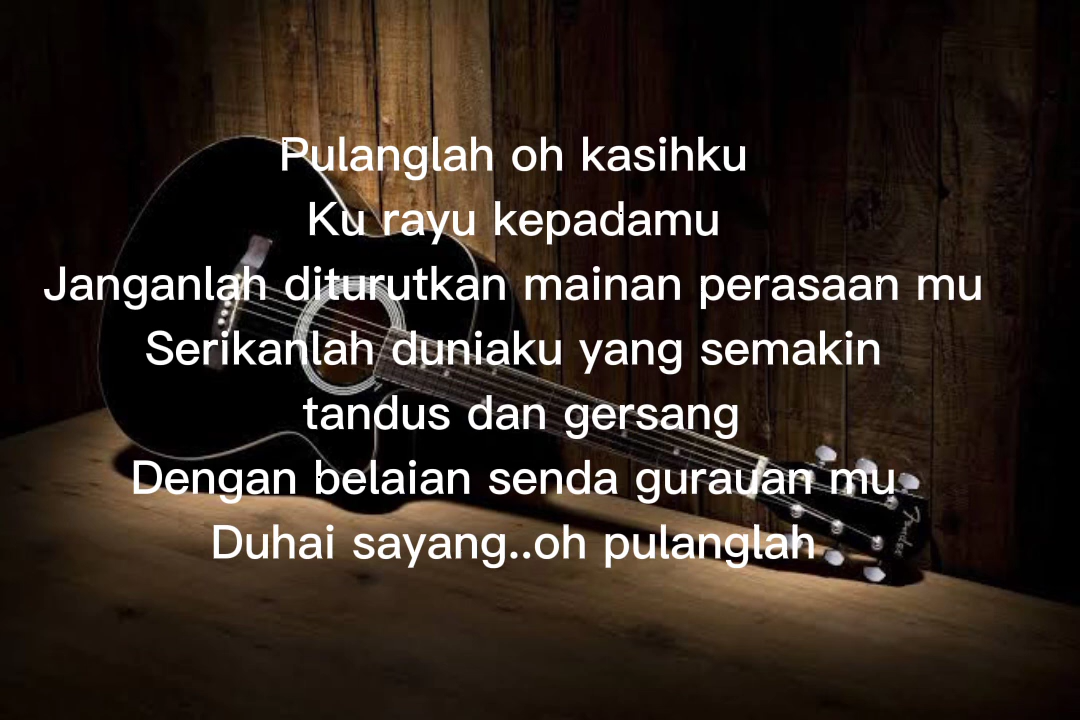 Pulanglah oh kasihku
Ku rayu kepadamu
Janganlah diturutkan mainan perasaan mu
Serikanlah duniaku yang semakin
tandus dan gersang
Dengan belaian senda gurauan mu
Duhai sayang..oh pulanglah
Fender